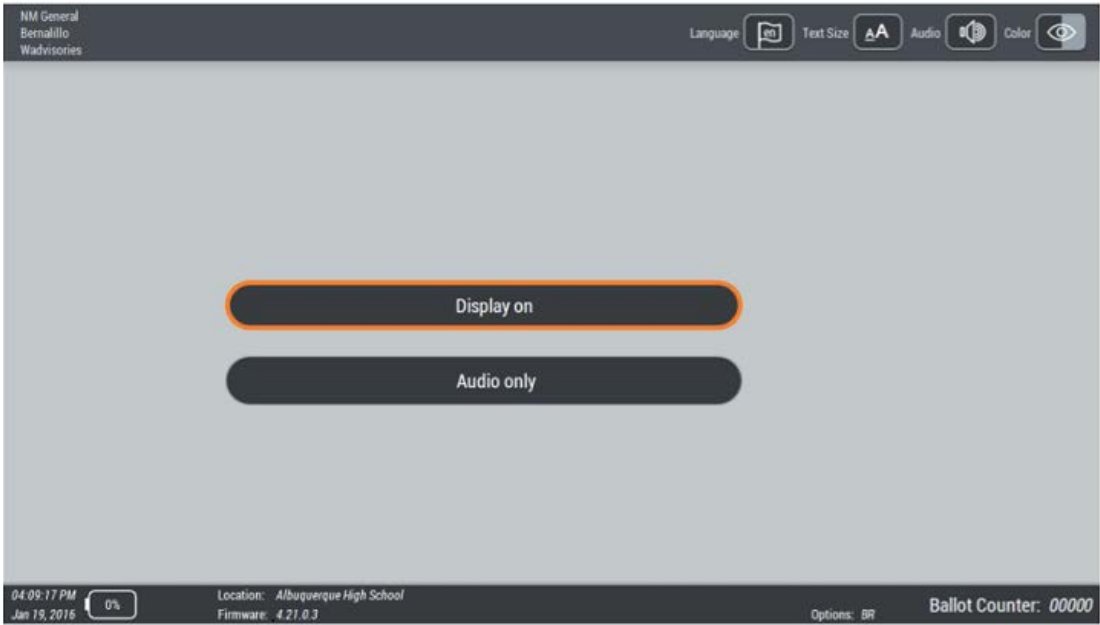 NM General
Bernalillo
Wadvisories
Language en Text Size AA Audio Color
Display on
Audio only
04:09:17 PM
Jan 19, 2016
0%
Location: Albuquerque High School
Firmware: 4.21.0.3
Options: BR
Ballot Counter: 00000